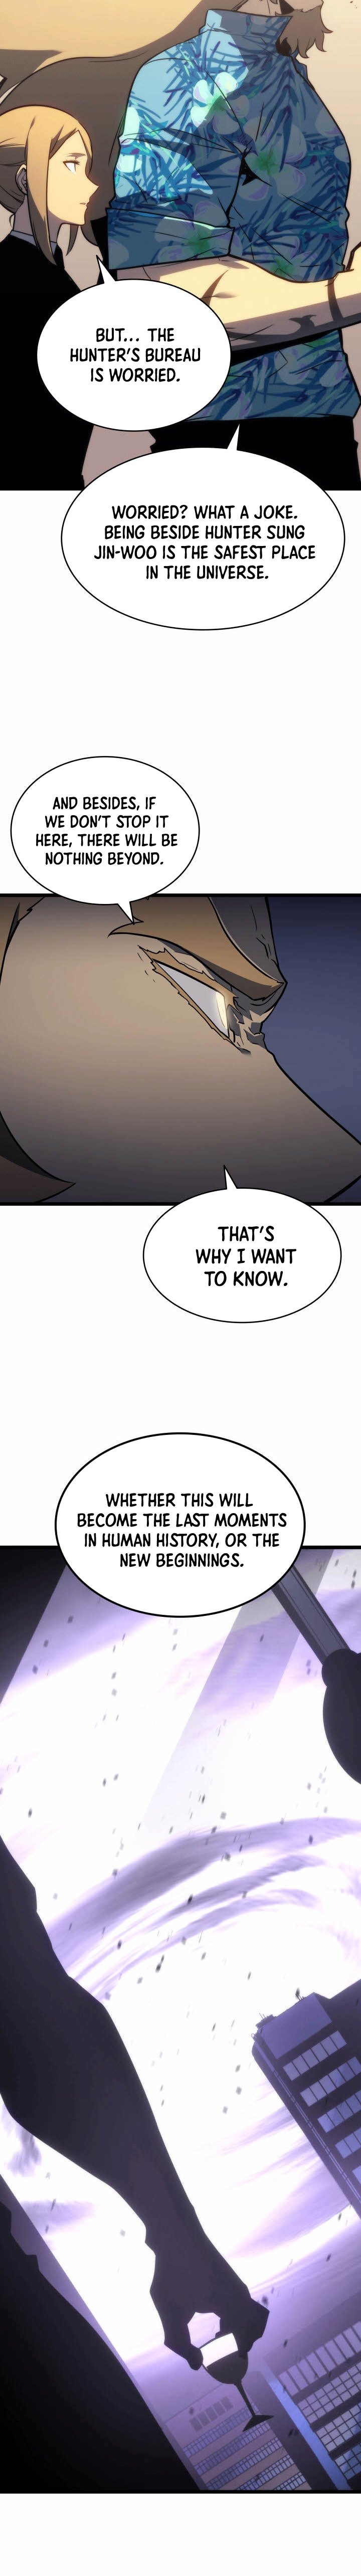 BUT... THE
HUNTER'S BUREAU
IS WORRIED.
WORRIED? WHAT A JOKE.
BEING BESIDE HUNTER SUNG
JIN-WOO IS THE SAFEST PLACE
IN THE UNIVERSE.
AND BESIDES, IF
WE DON'T STOP IT
HERE, THERE WILL BE
NOTHING BEYOND.
THAT'S
WHY I WANT
TO KNOW.
WHETHER THIS WILL
BECOME THE LAST MOMENTS
IN HUMAN HISTORY, OR THE
NEW BEGINNINGS.